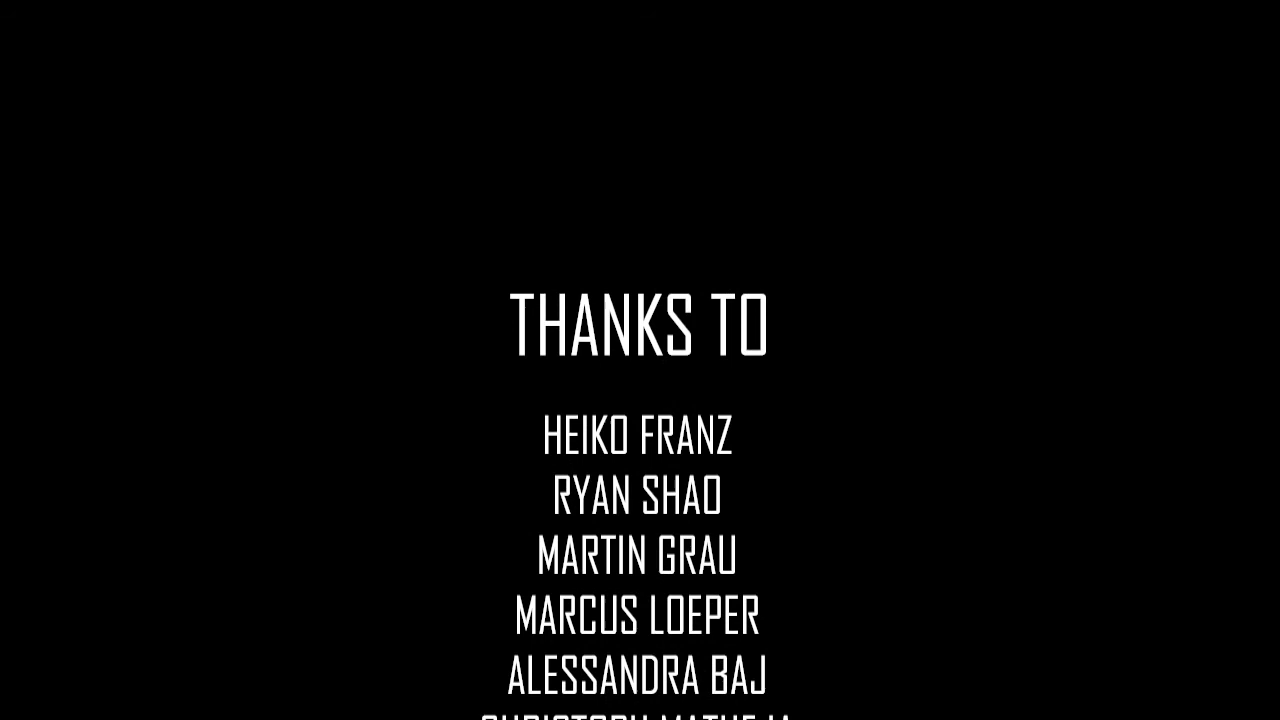 THANKS TO
HEIKO FRANZ
RYAN SHAO
MARTIN GRAU
MARCUS LOEPER
ALESSANDRA BAJ